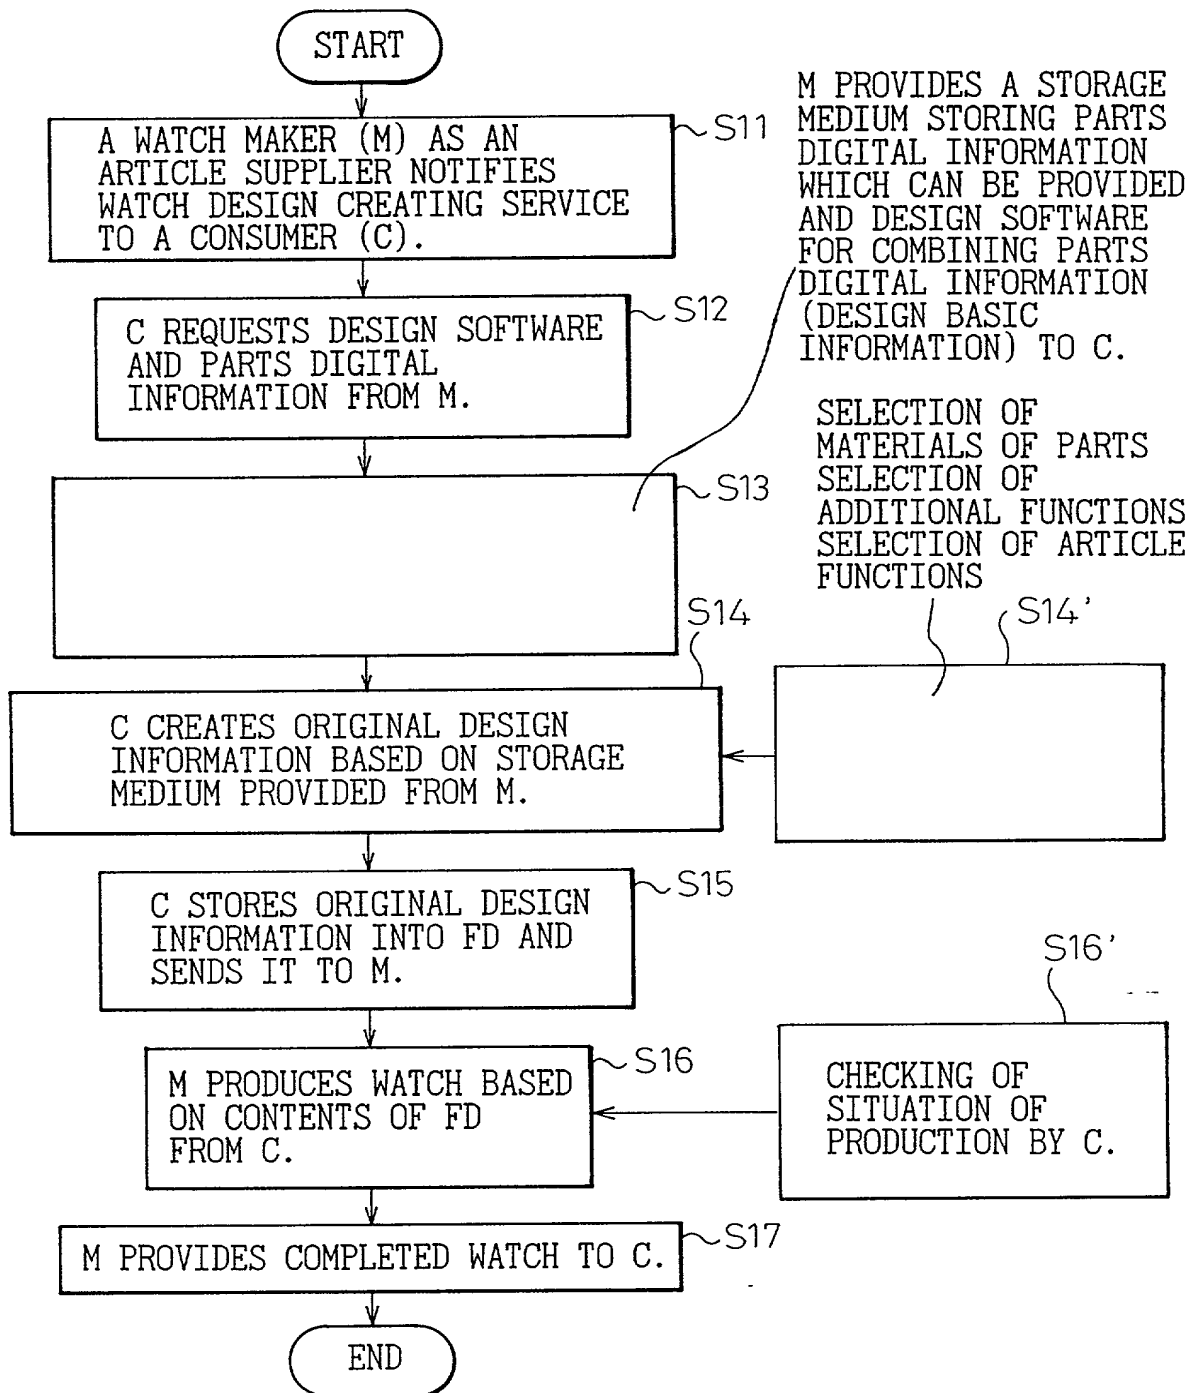 START
A WATCH MAKER (M) AS AN
ARTICLE SUPPLIER NOTIFIES
WATCH DESIGN CREATING SERVICE
TO A CONSUMER (C).
S11
C REQUESTS DESIGN SOFTWARE
AND PARTS DIGITAL
INFORMATION FROM M.
S12
M PROVIDES A STORAGE
MEDIUM STORING PARTS
DIGITAL INFORMATION
WHICH CAN BE PROVIDED
AND DESIGN SOFTWARE
FOR COMBINING PARTS
DIGITAL INFORMATION
(DESIGN BASIC
INFORMATION) TO C.
S13
SELECTION OF
MATERIALS OF PARTS
SELECTION OF
ADDITIONAL FUNCTIONS
SELECTION OF ARTICLE
FUNCTIONS
S14'
S14
C CREATES ORIGINAL DESIGN
INFORMATION BASED ON STORAGE
MEDIUM PROVIDED FROM M.
C STORES ORIGINAL DESIGN
INFORMATION INTO FD AND
SENDS IT TO M.
S15
M PRODUCES WATCH BASED
ON CONTENTS OF FD
FROM C.
S16
S16'
CHECKING OF
SITUATION OF
PRODUCTION BY C.
M PROVIDES COMPLETED WATCH TO C.
S17
END